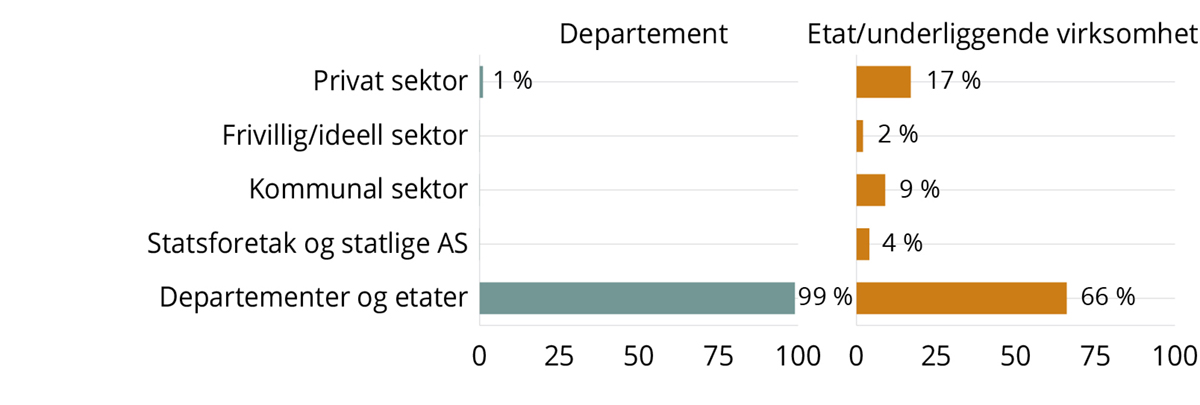 Departement Etat/underliggende virksomhet
Privat sektor 1 % 17 %
Frivillig/ideell sektor 2 %
Kommunal sektor 9 %
Statsforetak og statlige AS 4 %
Departementer og etater 99 % 66 %
0 25 50 75 100 0 25 50 75 100